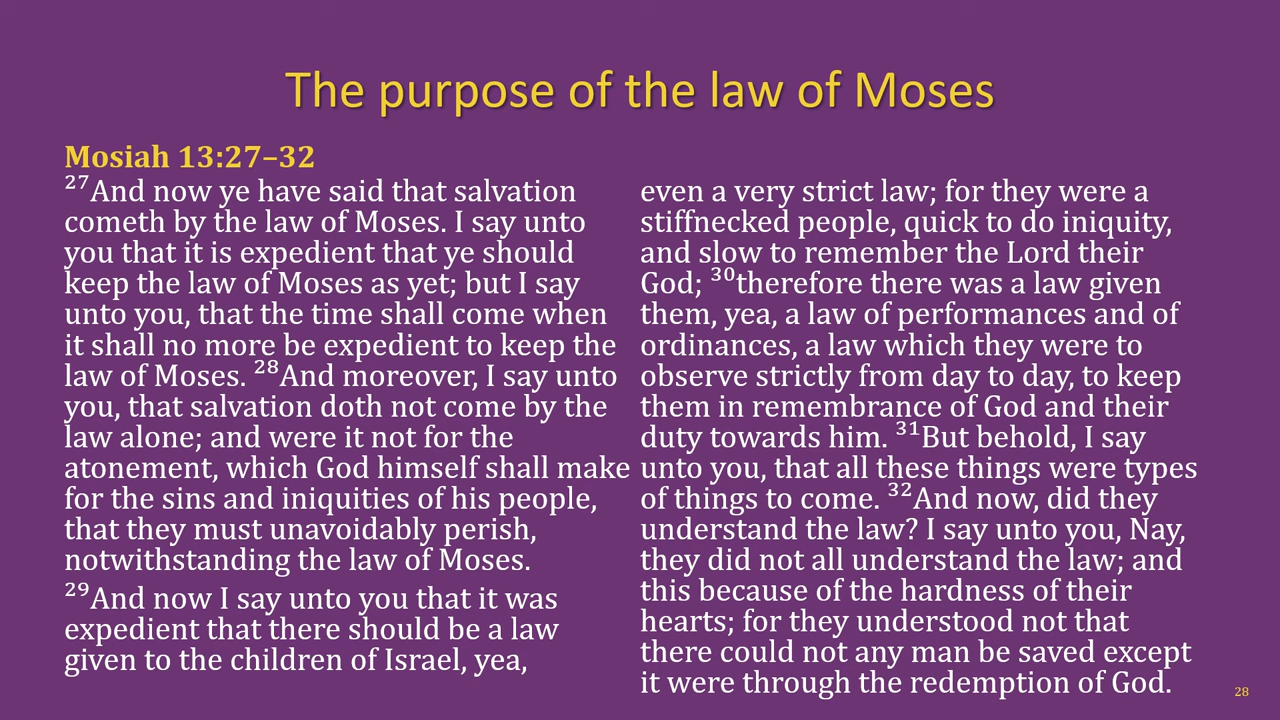 The purpose of the law of Moses
Mosiah 13:27–32
²⁷And now ye have said that salvation
cometh by the law of Moses. I say unto
you that it is expedient that ye should
keep the law of Moses as yet; but I say
unto you, that the time shall come when
it shall no more be expedient to keep the
law of Moses. ²⁸And moreover, I say unto
you, that salvation doth not come by the
law alone; and were it not for the
atonement, which God himself shall make
for the sins and iniquities of his people,
that they must unavoidably perish,
notwithstanding the law of Moses.
²⁹And now I say unto you that it was
expedient that there should be a law
given to the children of Israel, yea,
even a very strict law; for they were a
stiffnecked people, quick to do iniquity,
and slow to remember the Lord their
God; ³⁰therefore there was a law given
them, yea, a law of performances and of
ordinances, a law which they were to
observe strictly from day to day, to keep
them in remembrance of God and their
duty towards him. ³¹But behold, I say
unto you, that all these things were types
of things to come. ³²And now, did they
understand the law? I say unto you, Nay,
they did not all understand the law; and
this because of the hardness of their
hearts; for they understood not that
there could not any man be saved except
it were through the redemption of God.
28